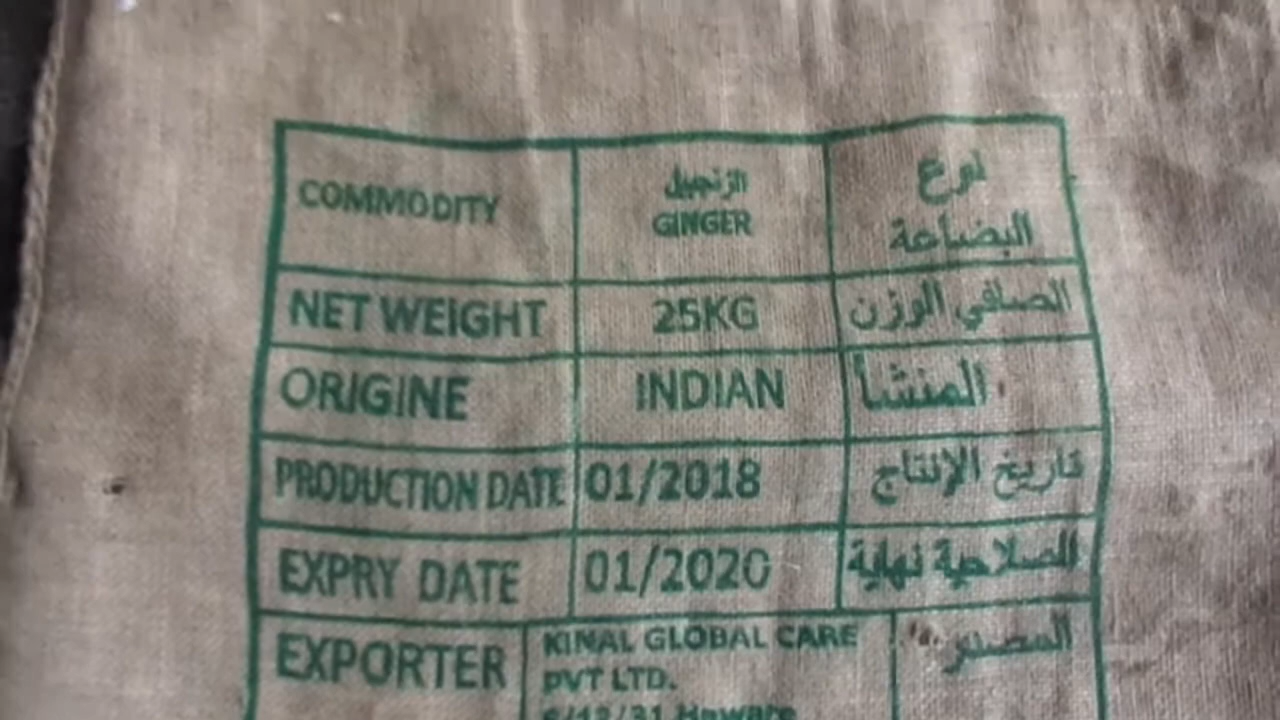 COMMODITY
الزنجبيل
GINGER
نوع
البضاعة
NET WEIGHT
25KG
الصافي الوزن
ORIGINE
INDIAN
المنشأ
PRODUCTION DATE
01/2018
تاريخ الإنتاج
EXPRY DATE
01/2020
الصلاحية نهاية
EXPORTER
KINAL GLOBAL CARE
PVT LTD.
المصدر